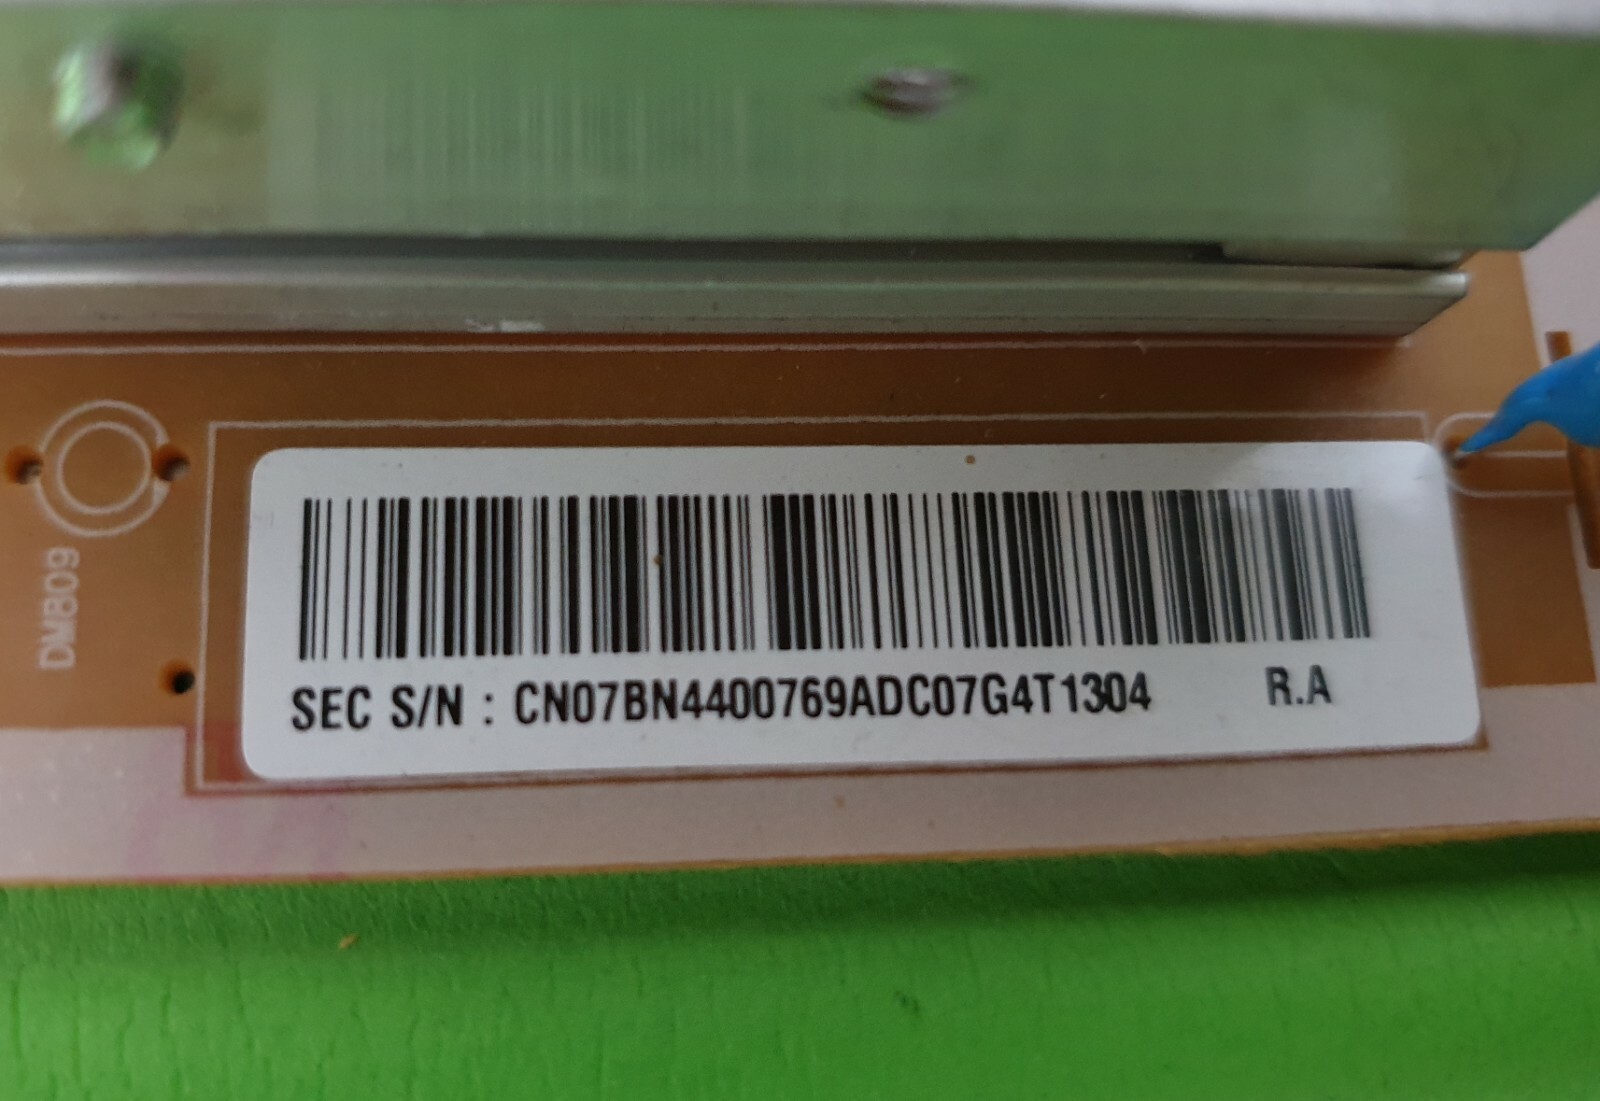 DM809
SEC S/N : CN07BN4400769ADC07G4T1304 R.A